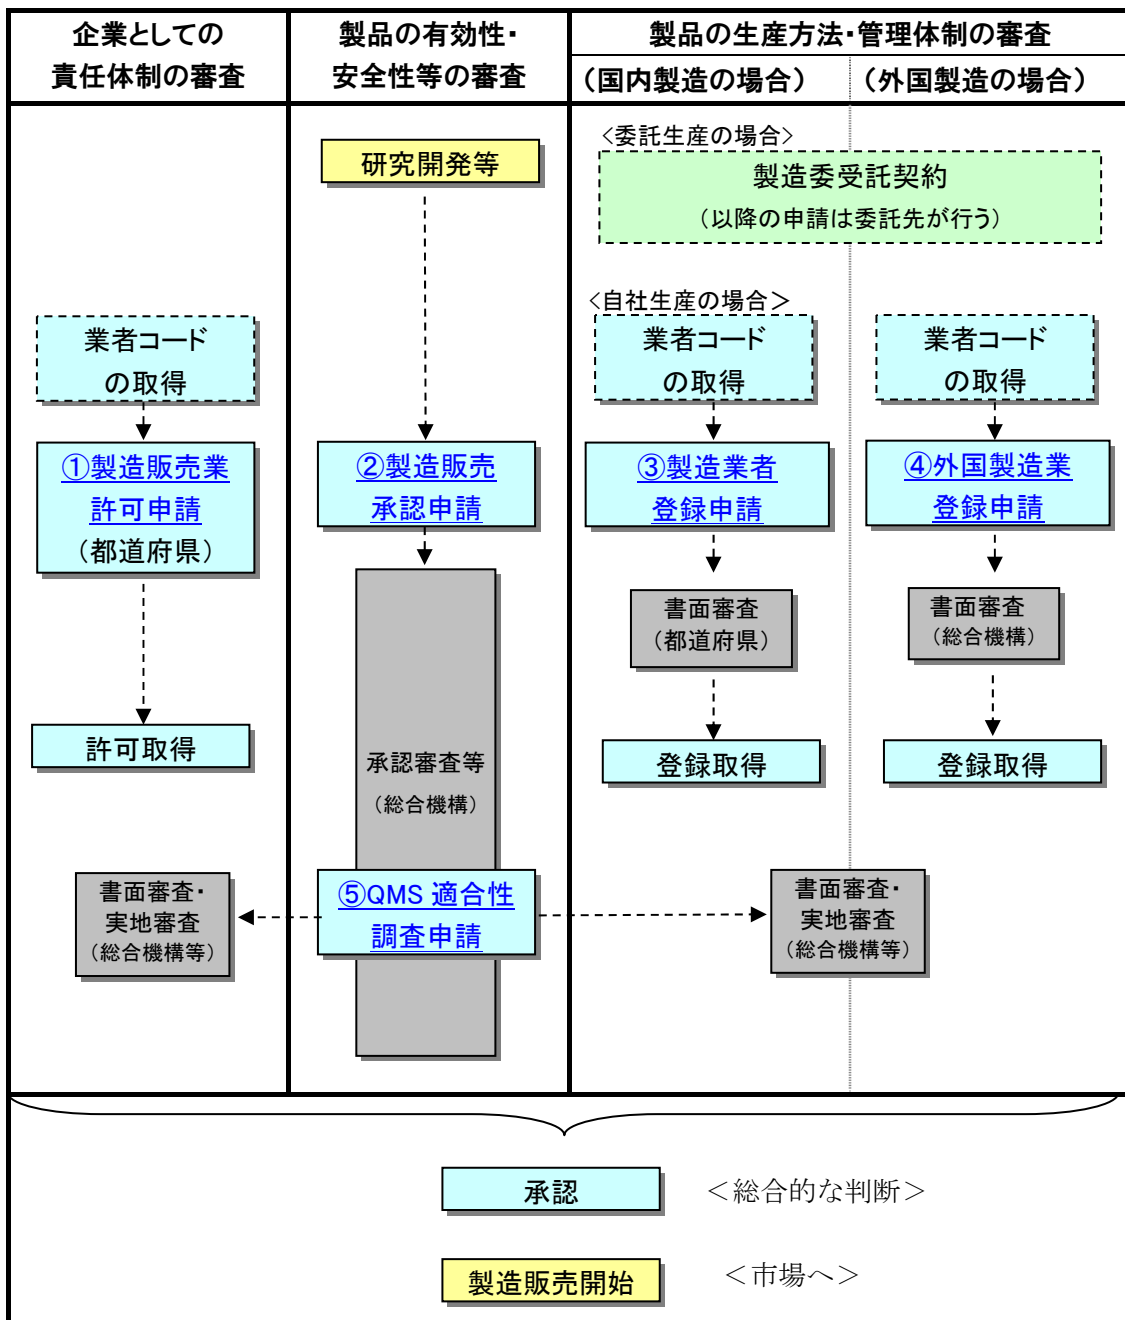 企業としての
責任体制の審査
製品の有効性・
安全性等の審査
製品の生産方法・管理体制の審査
（国内製造の場合）
（外国製造の場合）
研究開発等
<委託生産の場合>
製造委受託契約
（以降の申請は委託先が行う）
<自社生産の場合＞
業者コード
の取得
業者コード
の取得
業者コード
の取得
①製造販売業
許可申請
（都道府県）
②製造販売
承認申請
③製造業者
登録申請
④外国製造業
登録申請
書面審査
（都道府県）
書面審査
（総合機構）
許可取得
承認審査等
（総合機構）
登録取得
登録取得
書面審査・
実地審査
（総合機構等）
⑤QMS 適合性
調査申請
書面審査・
実地審査
（総合機構等）
承認
＜総合的な判断＞
製造販売開始
＜市場へ＞